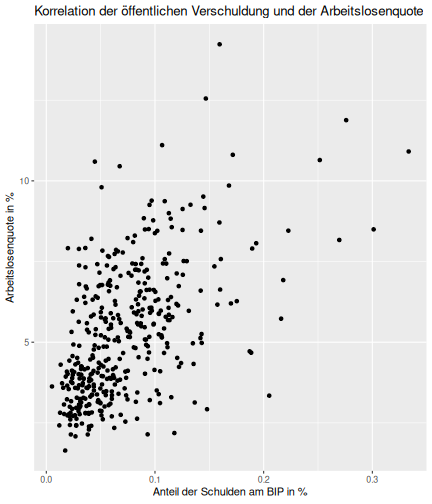 Korrelation der öffentlichen Verschuldung und der Arbeitslosenquote
Arbeitslosenquote in %
10
5
0.0
0.1
0.2
0.3
Anteil der Schulden am BIP in %